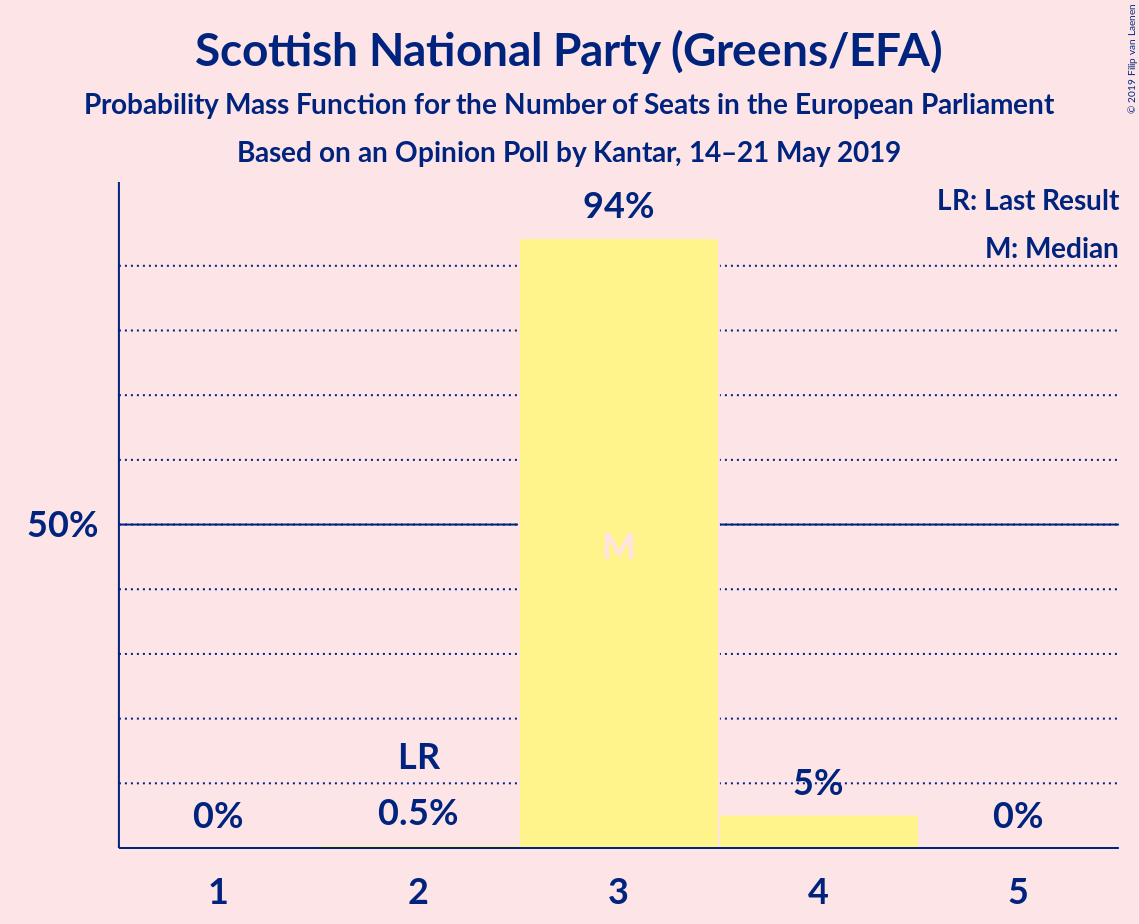 Scottish National Party (Greens/EFA)
Probability Mass Function for the Number of Seats in the European Parliament
Based on an Opinion Poll by Kantar, 14–21 May 2019
© 2019 Filip van Laenen
LR: Last Result
M: Median
94%
50%
M
LR
0%
0.5%
5%
0%
1 2 3 4 5